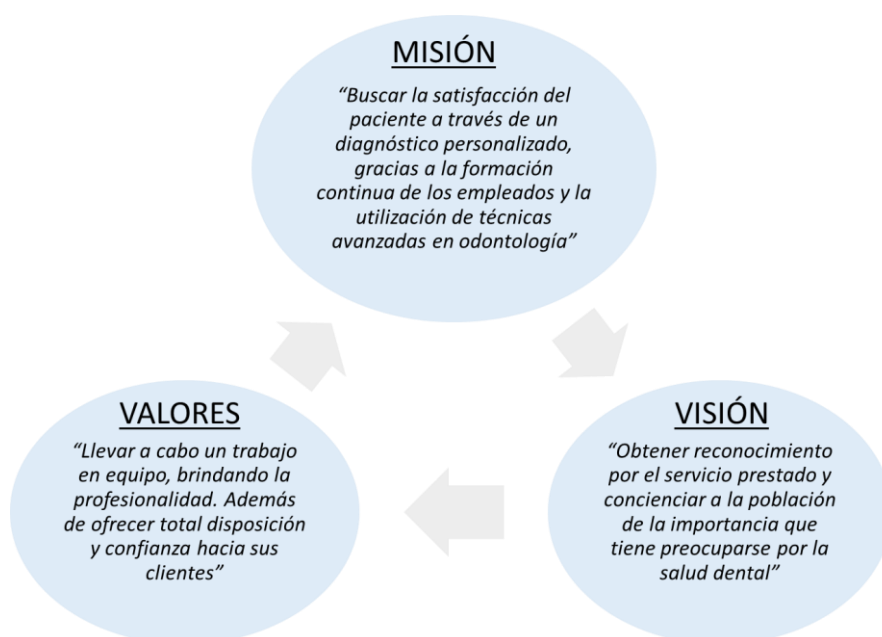 MISIÓN
“Buscar la satisfacción del
paciente a través de un
diagnóstico personalizado,
gracias a la formación
continua de los empleados y la
utilización de técnicas
avanzadas en odontología”
VALORES
“Llevar a cabo un trabajo
en equipo, brindando la
profesionalidad. Además
de ofrecer total disposición
y confianza hacia sus
clientes”
VISIÓN
“Obtener reconocimiento
por el servicio prestado y
concienciar a la población
de la importancia que
tiene preocuparse por la
salud dental”